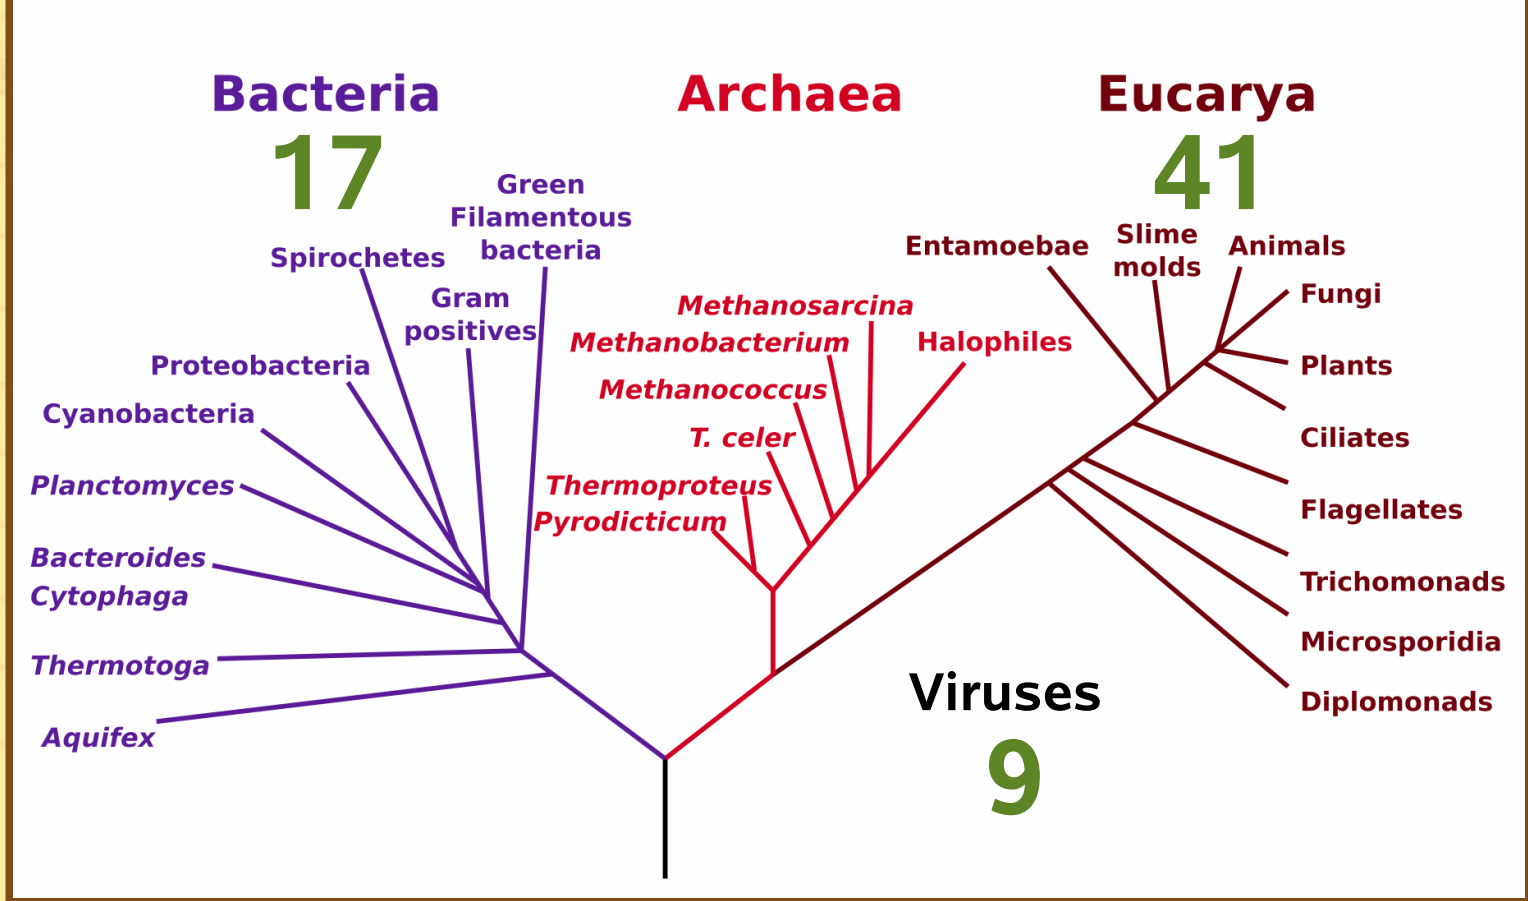 Bacteria
17
Archaea
Eucarya
41
Green
Filamentous
bacteria
Spirochetes
Gram
positives
Proteobacteria
Cyanobacteria
Planctomyces
Bacteroides
Cytophaga
Thermotoga
Aquifex
Methanosarcina
Methanobacterium
Halophiles
Methanococcus
T. celer
Thermoproteus
Pyrodicticum
Entamoebae
Slime
molds
Animals
Fungi
Plants
Ciliates
Flagellates
Trichomonads
Microsporidia
Diplomonads
Viruses
9